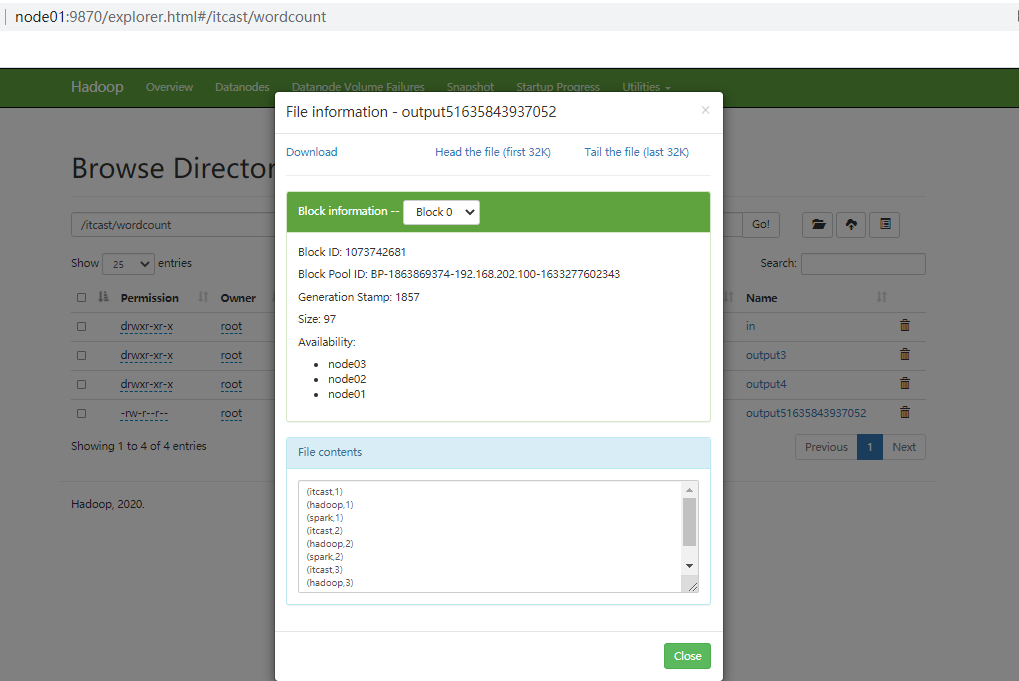 node01:9870/explorer.html#/itcast/wordcount
Hadoop Overview Datanodes Datanode Volume Failures Snapshot Startup Progress Utilities
File information - output51635843937052 ×
Download Head the file (first 32K) Tail the file (last 32K)
Browse Director
Block information -- Block 0
/itcast/wordcount Go!
Block ID: 1073742681
Show 25 entries Search:
Block Pool ID: BP-1863869374-192.168.202.100-1633277602343
Generation Stamp: 1857
Permission Owner Name
Size: 97
drwxr-xr-x root in
Availability:
drwxr-xr-x root output3
node03
node02
drwxr-xr-x root output4
node01
-rw-r--r-- root output51635843937052
Showing 1 to 4 of 4 entries Previous 1 Next
File contents
(itcast,1)
(hadoop,1)
Hadoop, 2020.
(spark,1)
(itcast,2)
(hadoop,2)
(spark,2)
(itcast,3)
(hadoop,3)
Close